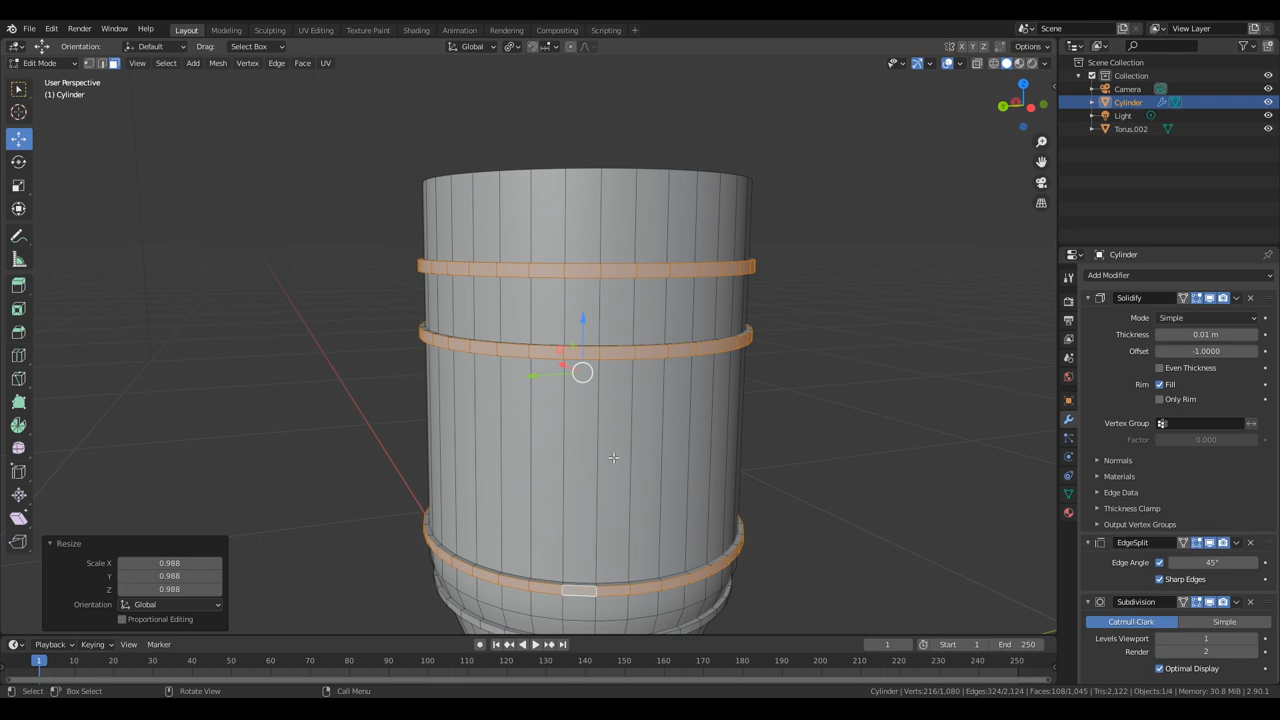 File Edit Render Window Help Layout Modeling Sculpting UV Editing Texture Paint Shading Animation Rendering Compositing Scripting + Scene View Layer
Orientation: Default Drag: Select Box Global X Y Z Options
Edit Mode View Select Add Mesh Vertex Edge Face UV
User Perspective
(1) Cylinder
Z
Y
Scene Collection
Collection
Camera
Cylinder
Light
Torus.002
Cylinder
Add Modifier
Solidify
Mode Simple
Thickness 0.01 m
Offset -1.0000
Even Thickness
Rim Fill
Only Rim
Vertex Group
Factor 0.000
Normals
Materials
Edge Data
Thickness Clamp
Output Vertex Groups
EdgeSplit
Edge Angle 45°
Sharp Edges
Subdivision
Catmull-Clark Simple
Levels Viewport 1
Render 2
Optimal Display
Resize
Scale X 0.988
Y 0.988
Z 0.988
Orientation Global
Proportional Editing
Playback Keying View Marker 1 Start 1 End 250
1 10 20 30 40 50 60 70 80 90 100 110 120 130 140 150 160 170 180 190 200 210 220 230 240 250
Select Box Select Rotate View Call Menu Cylinder | Verts:216/1,080 | Edges:324/2,124 | Faces:108/1,045 | Tris:2,122 | Objects:1/4 | Memory: 30.8 MiB | 2.90.1